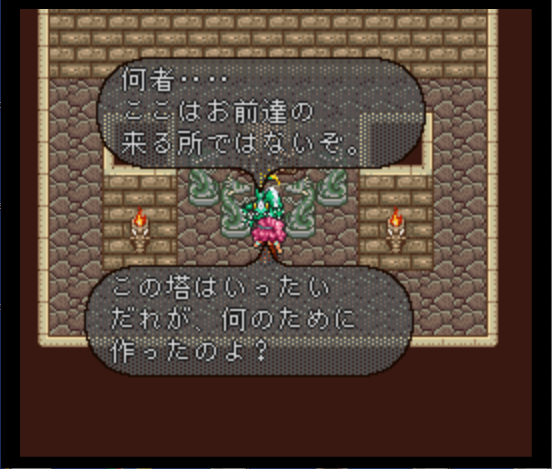 何者‥‥
ここはお前達の
来る所ではないぞ。
この塔はいったい
だれが、何のために
作ったのよ？